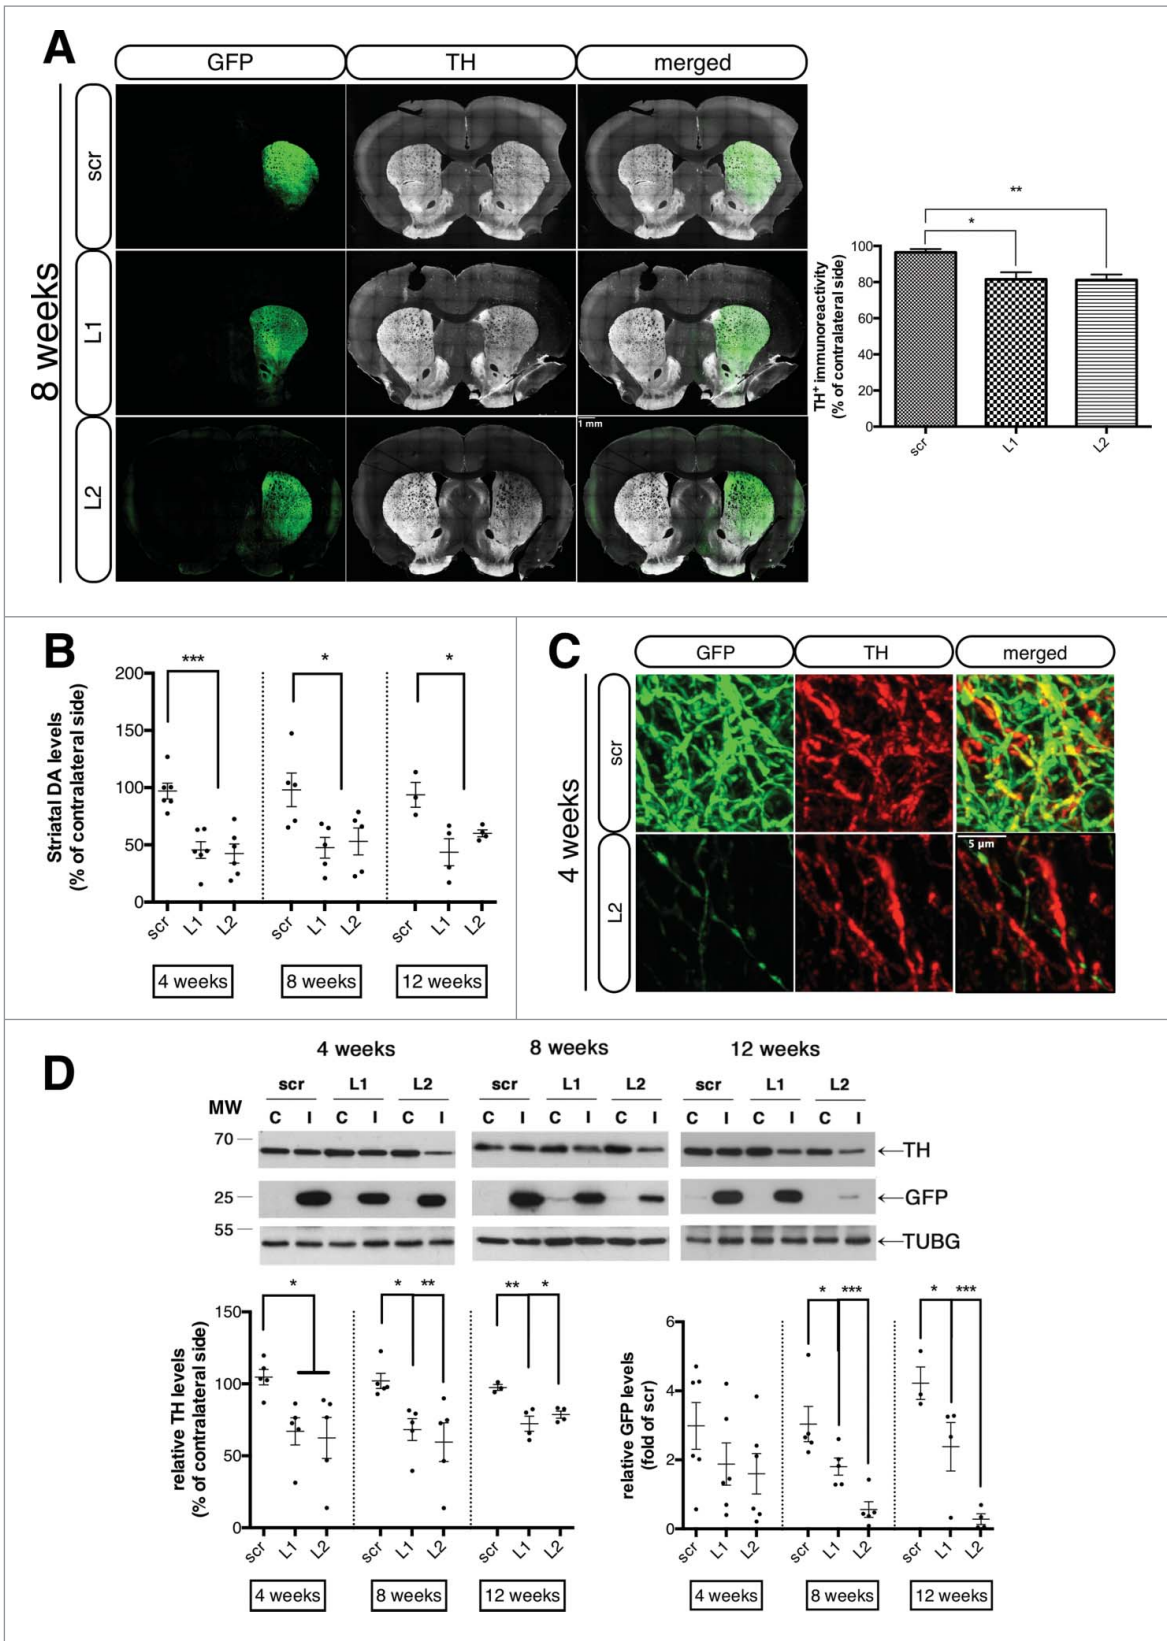 A
GFP TH merged
8 weeks
scr
L1
L2
1 mm
** 
*
TH+ immunoreactivity
(% of contralateral side)
100
80
60
40
20
0
scr L1 L2
B
Striatal DA levels
(% of contralateral side)
*** * *
200
150
100
50
0
scr L1 L2 scr L1 L2 scr L1 L2
4 weeks 8 weeks 12 weeks
C
GFP TH merged
4 weeks
scr
L2
5 µm
D
4 weeks 8 weeks 12 weeks
scr L1 L2 scr L1 L2 scr L1 L2
MW C I C I C I C I C I C I C I C I C I
70 ←TH
25 ←GFP
55 ←TUBG
* * ** ** *
relative TH levels
(% of contralateral side)
150
100
50
0
scr L1 L2 scr L1 L2 scr L1 L2
4 weeks 8 weeks 12 weeks
* *** * ***
relative GFP levels
(fold of scr)
6
4
2
0
scr L1 L2 scr L1 L2 scr L1 L2
4 weeks 8 weeks 12 weeks